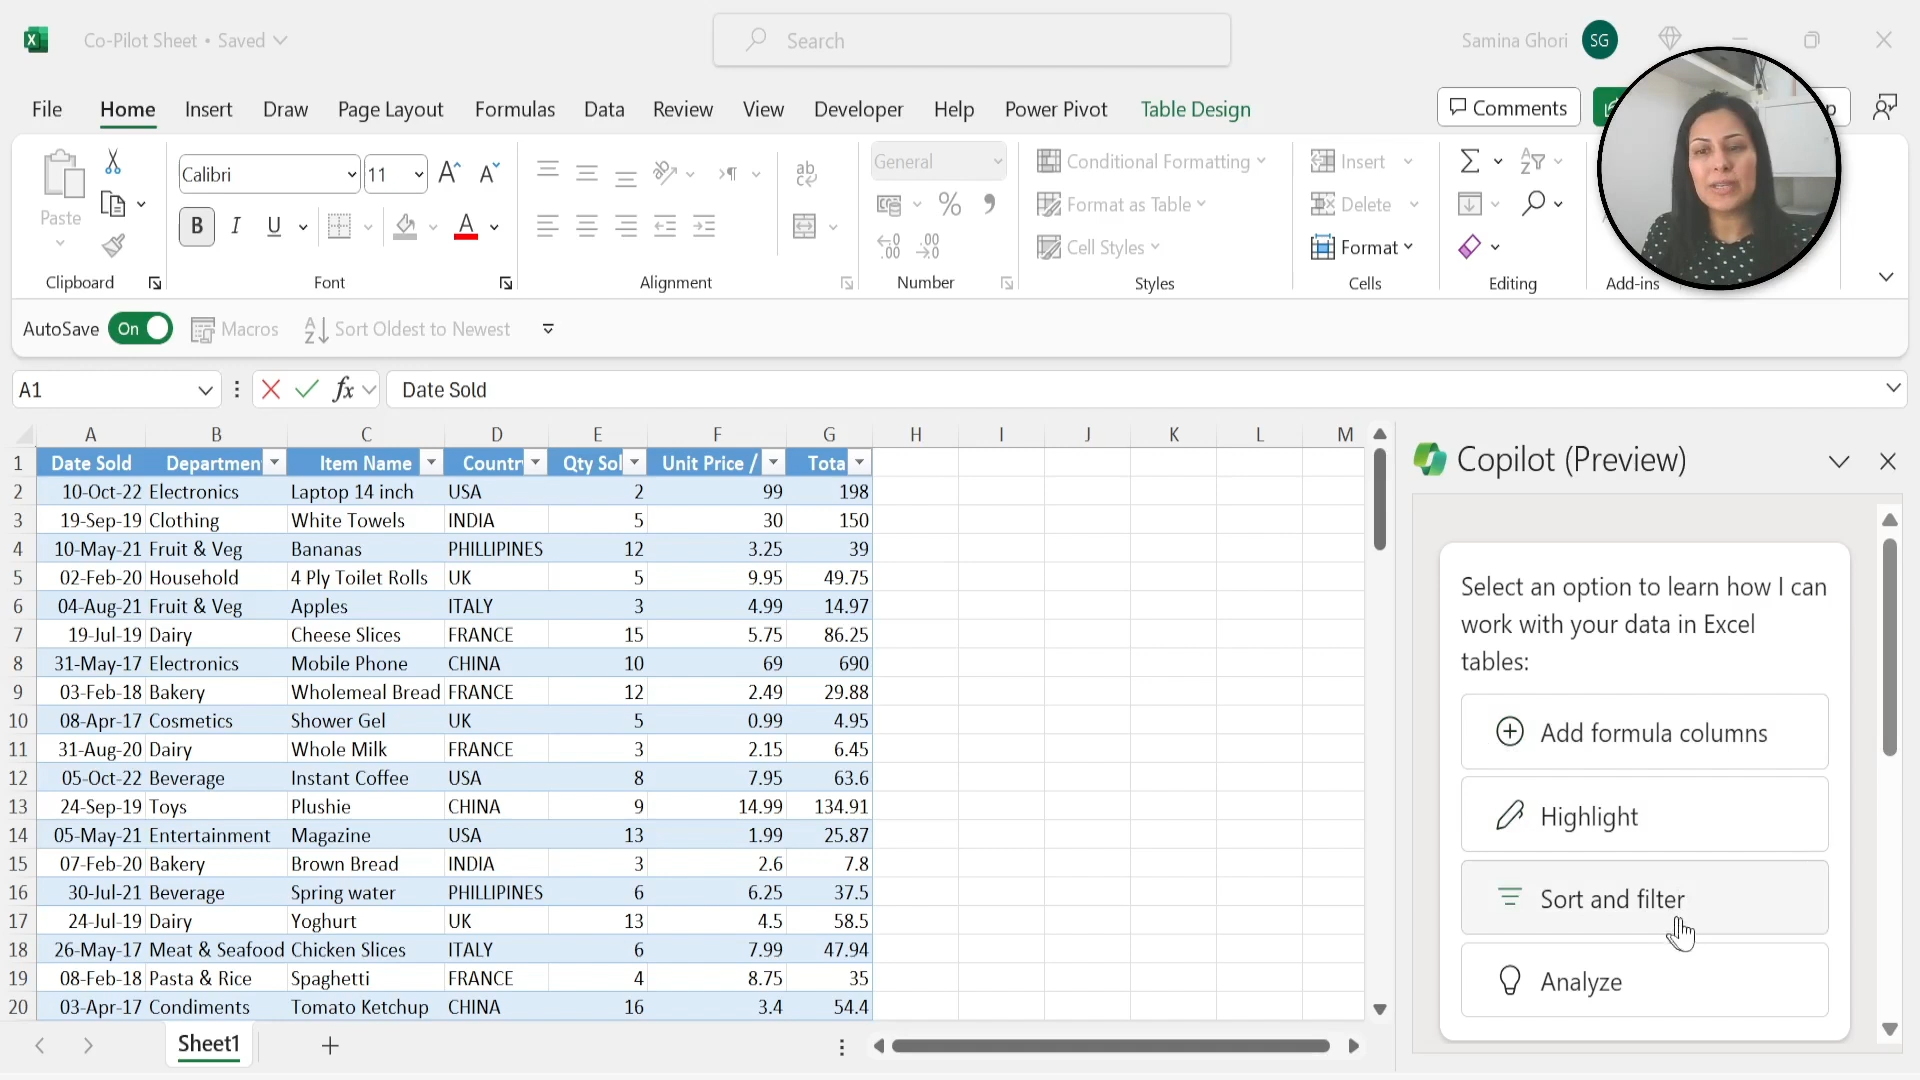 Co-Pilot Sheet • Saved
Search
Samina Ghori SG
File Home Insert Draw Page Layout Formulas Data Review View Developer Help Power Pivot Table Design
Comments
Paste
Clipboard
Calibri 11
B I U
Font
Alignment
General
Number
Conditional Formatting
Format as Table
Cell Styles
Styles
Insert
Delete
Format
Cells
Editing
Add-ins
AutoSave On Macros Sort Oldest to Newest
A1 fx Date Sold
A B C D E F G H I J K L M
1 Date Sold Departmen Item Name Countr Qty Sol Unit Price / Tota
2 10-Oct-22 Electronics Laptop 14 inch USA 2 99 198
3 19-Sep-19 Clothing White Towels INDIA 5 30 150
4 10-May-21 Fruit & Veg Bananas PHILLIPINES 12 3.25 39
5 02-Feb-20 Household 4 Ply Toilet Rolls UK 5 9.95 49.75
6 04-Aug-21 Fruit & Veg Apples ITALY 3 4.99 14.97
7 19-Jul-19 Dairy Cheese Slices FRANCE 15 5.75 86.25
8 31-May-17 Electronics Mobile Phone CHINA 10 69 690
9 03-Feb-18 Bakery Wholemeal Bread FRANCE 12 2.49 29.88
10 08-Apr-17 Cosmetics Shower Gel UK 5 0.99 4.95
11 31-Aug-20 Dairy Whole Milk FRANCE 3 2.15 6.45
12 05-Oct-22 Beverage Instant Coffee USA 8 7.95 63.6
13 24-Sep-19 Toys Plushie CHINA 9 14.99 134.91
14 05-May-21 Entertainment Magazine USA 13 1.99 25.87
15 07-Feb-20 Bakery Brown Bread INDIA 3 2.6 7.8
16 30-Jul-21 Beverage Spring water PHILLIPINES 6 6.25 37.5
17 24-Jul-19 Dairy Yoghurt UK 13 4.5 58.5
18 26-May-17 Meat & Seafood Chicken Slices ITALY 6 7.99 47.94
19 08-Feb-18 Pasta & Rice Spaghetti FRANCE 4 8.75 35
20 03-Apr-17 Condiments Tomato Ketchup CHINA 16 3.4 54.4
Sheet1
Copilot (Preview)
Select an option to learn how I can
work with your data in Excel
tables:
Add formula columns
Highlight
Sort and filter
Analyze